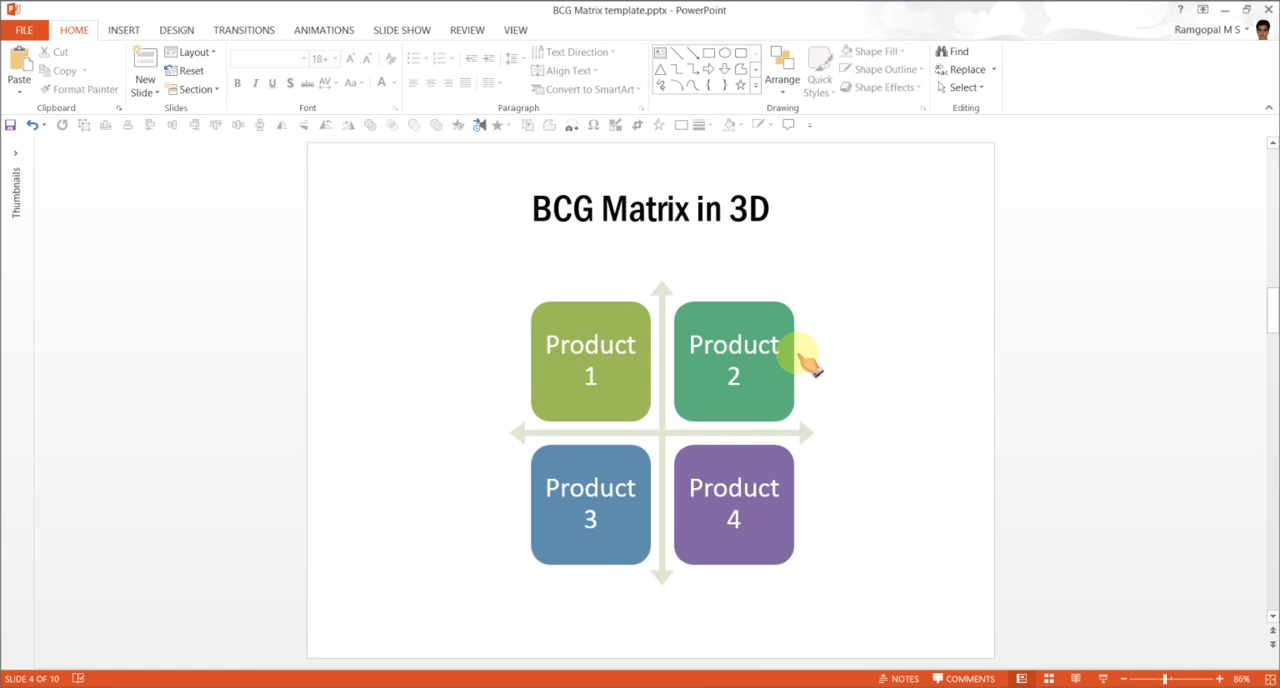 BCG Matrix template.pptx - PowerPoint
FILE HOME INSERT DESIGN TRANSITIONS ANIMATIONS SLIDE SHOW REVIEW VIEW
Ramgopal M S
Paste
Cut
Copy
Format Painter
Clipboard
New
Slide
Layout
Reset
Section
Slides
18+
Font
Text Direction
Align Text
Convert to SmartArt
Paragraph
Arrange
Quick
Styles
Shape Fill
Shape Outline
Shape Effects
Drawing
Find
Replace
Select
Editing
Thumbnails
BCG Matrix in 3D
Product
1
Product
2
Product
3
Product
4
SLIDE 4 OF 10
NOTES
COMMENTS
86%